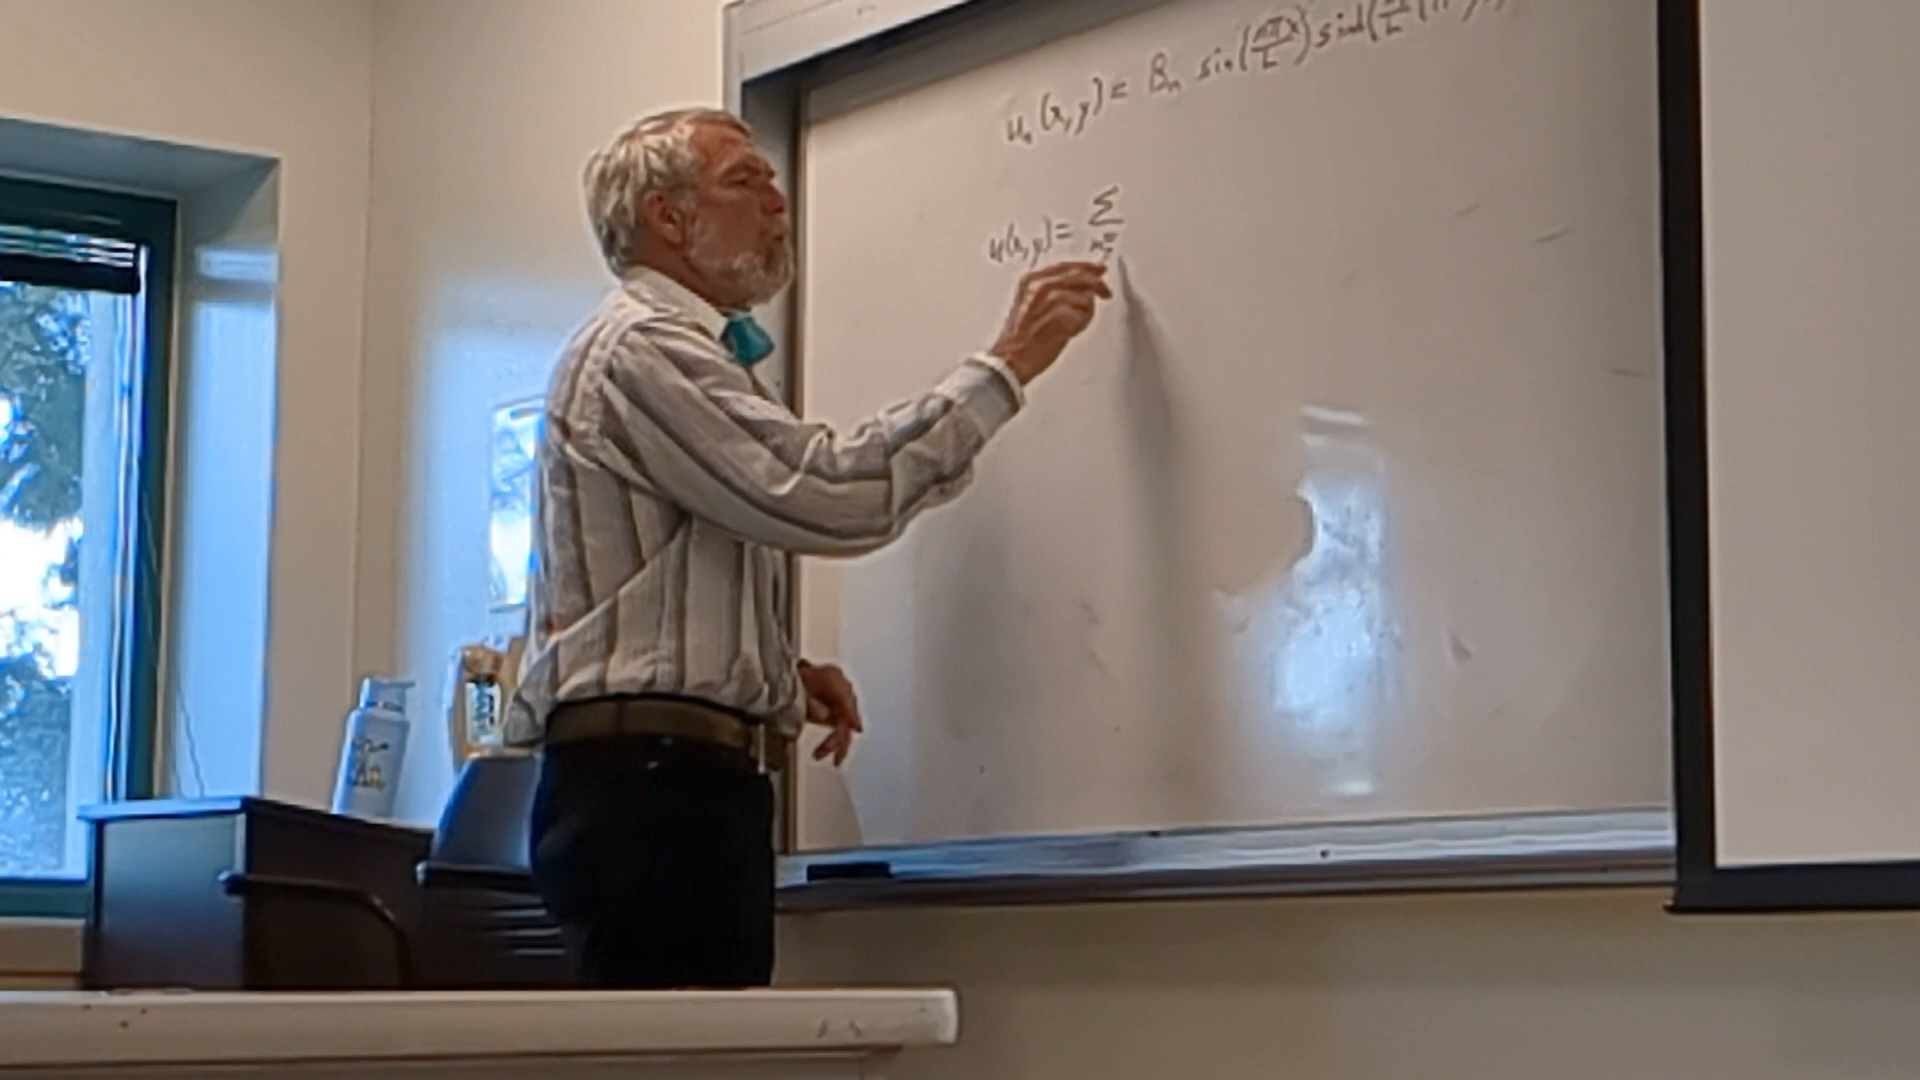 uₙ(x,y) = Bₙ sin(nπx/L) sinh(nπ/L (H-y))
u(x,y) = Σ n=